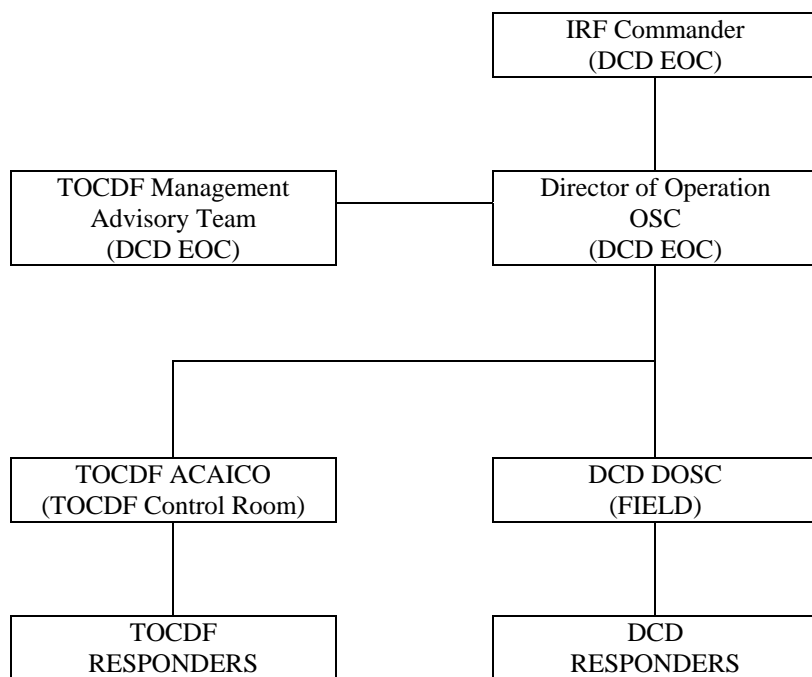 IRF Commander
(DCD EOC)
TOCDF Management
Advisory Team
(DCD EOC)
Director of Operation
OSC
(DCD EOC)
TOCDF ACAICO
(TOCDF Control Room)
DCD DOSC
(FIELD)
TOCDF
RESPONDERS
DCD
RESPONDERS